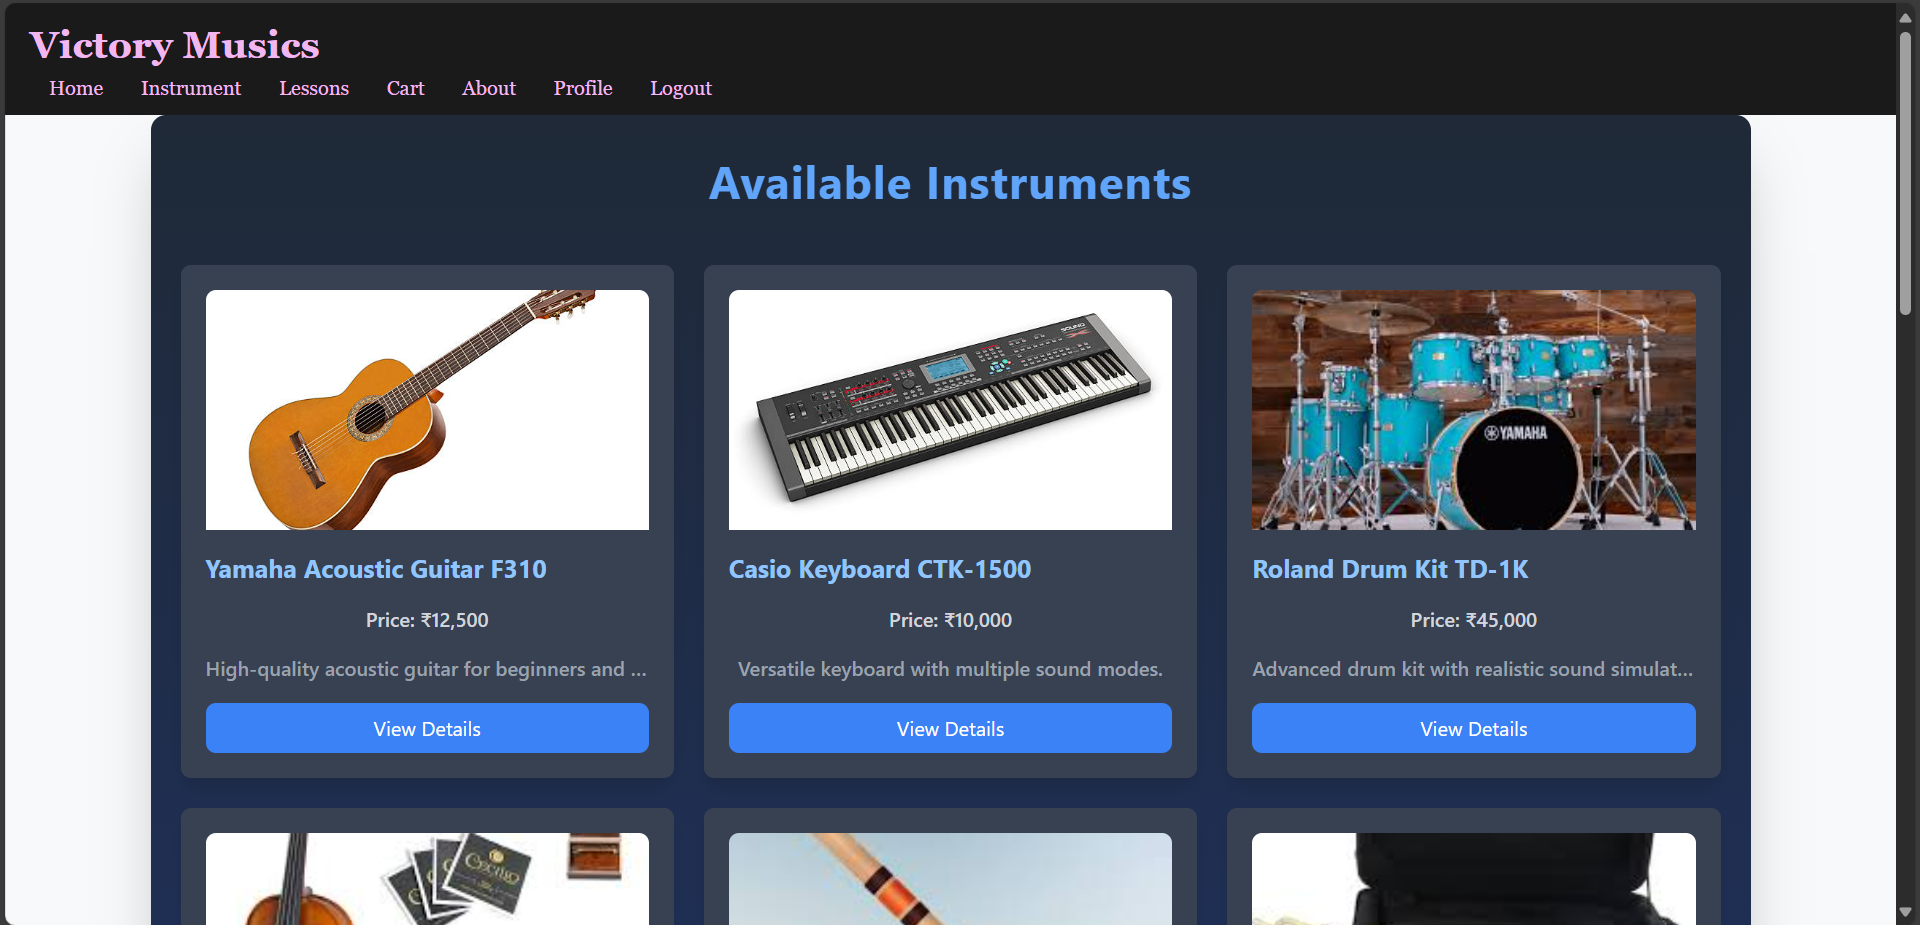 Victory Musics
Home Instrument Lessons Cart About Profile Logout
Available Instruments
SOUND
YAMAHA
Yamaha Acoustic Guitar F310
Price: ₹12,500
High-quality acoustic guitar for beginners and ...
View Details
Casio Keyboard CTK-1500
Price: ₹10,000
Versatile keyboard with multiple sound modes.
View Details
Roland Drum Kit TD-1K
Price: ₹45,000
Advanced drum kit with realistic sound simulat...
View Details
Cecilio